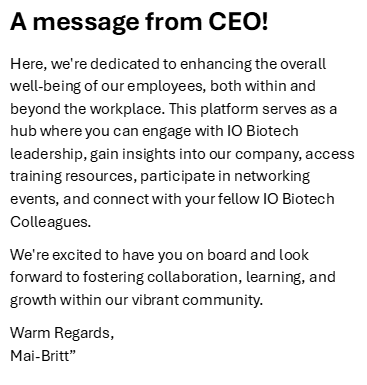 A message from CEO!
Here, we're dedicated to enhancing the overall
well-being of our employees, both within and
beyond the workplace. This platform serves as a
hub where you can engage with IO Biotech
leadership, gain insights into our company, access
training resources, participate in networking
events, and connect with your fellow IO Biotech
Colleagues.
We're excited to have you on board and look
forward to fostering collaboration, learning, and
growth within our vibrant community.
Warm Regards,
Mai-Britt”